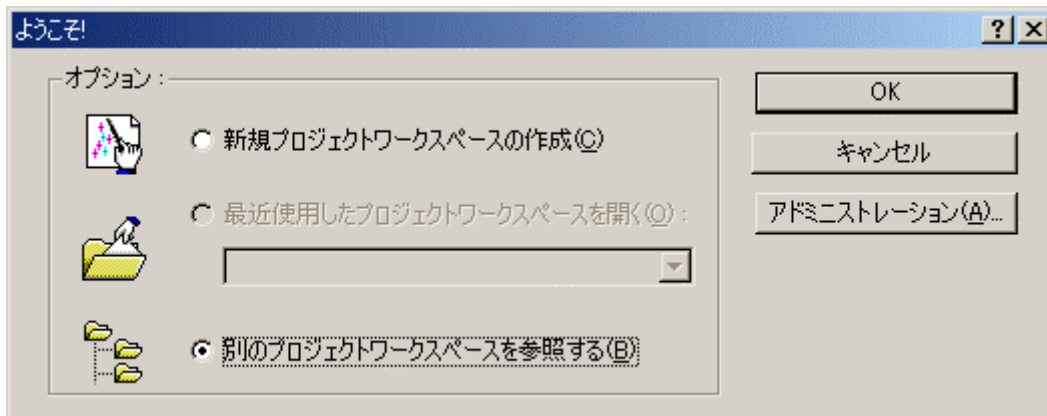 ようこそ!
オプション :
新規プロジェクトワークスペースの作成(C)
最近使用したプロジェクトワークスペースを開く(O) :
別のプロジェクトワークスペースを参照する(B)
OK
キャンセル
アドミニストレーション(A)...